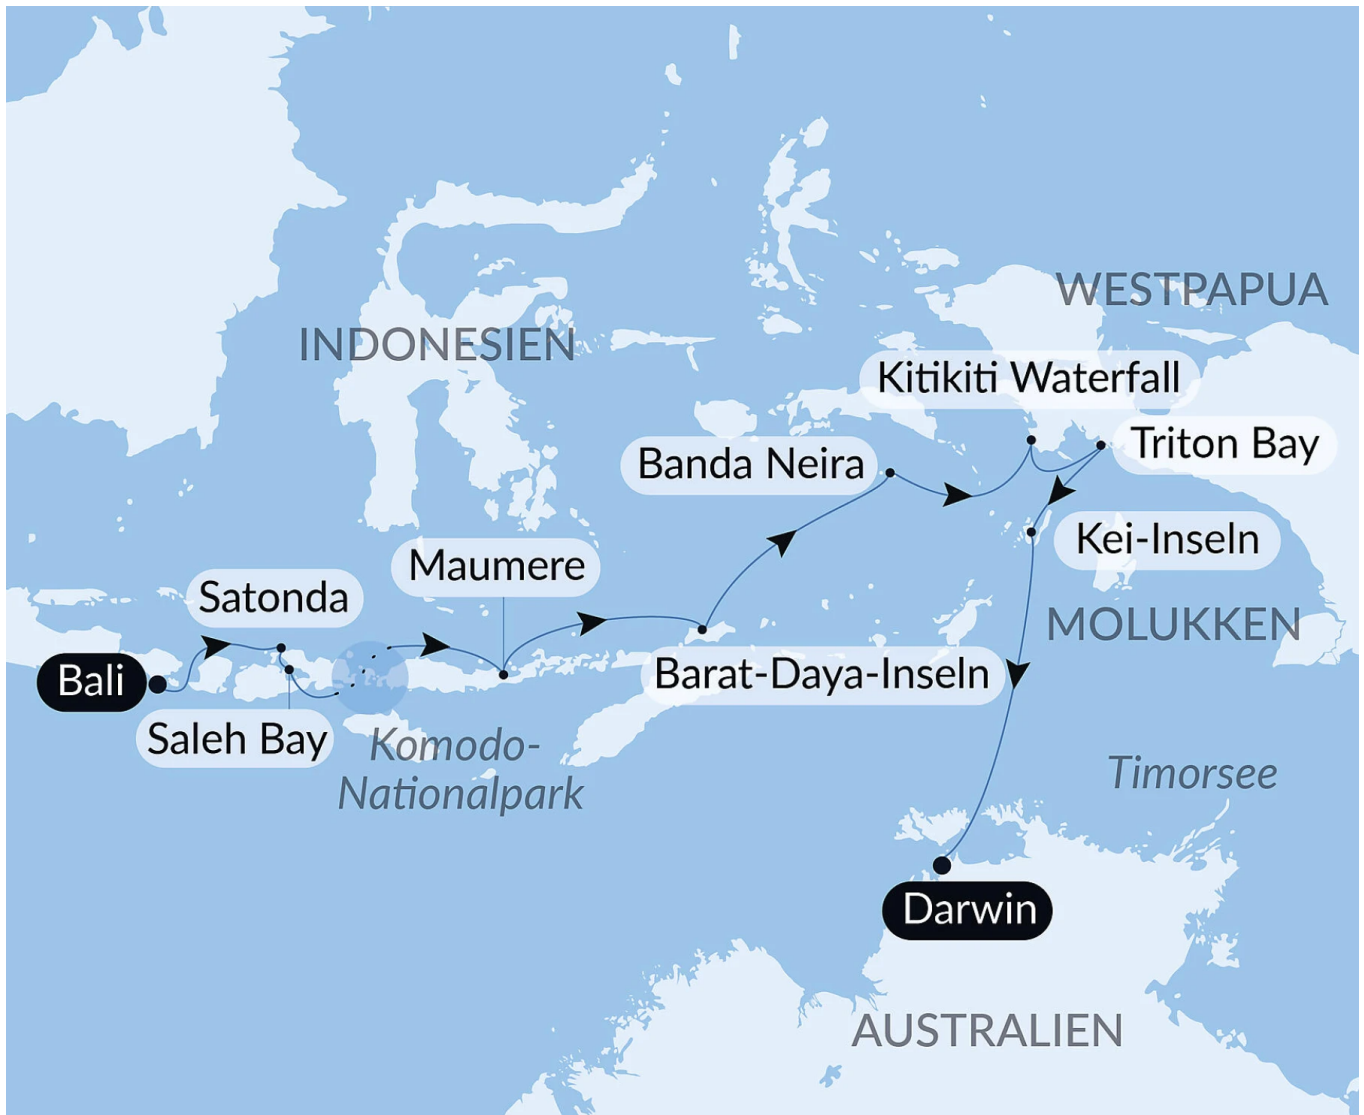 WESTPAPUA
INDONESIEN
Kitikiti Waterfall
Triton Bay
Banda Neira
Kei-Inseln
Maumere
Satonda
MOLUKKEN
Barat-Daya-Inseln
Bali
Saleh Bay
Komodo-
Nationalpark
Timorsee
Darwin
AUSTRALIEN